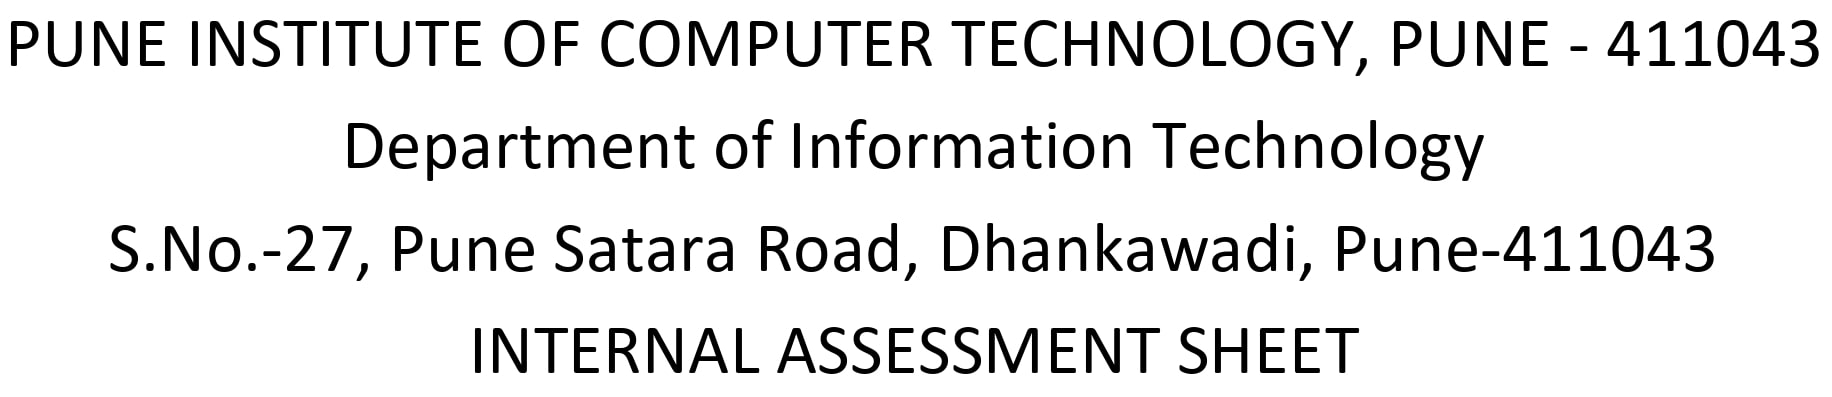 PUNE INSTITUTE OF COMPUTER TECHNOLOGY, PUNE - 411043
Department of Information Technology
S.No.-27, Pune Satara Road, Dhankawadi, Pune-411043
INTERNAL ASSESSMENT SHEET